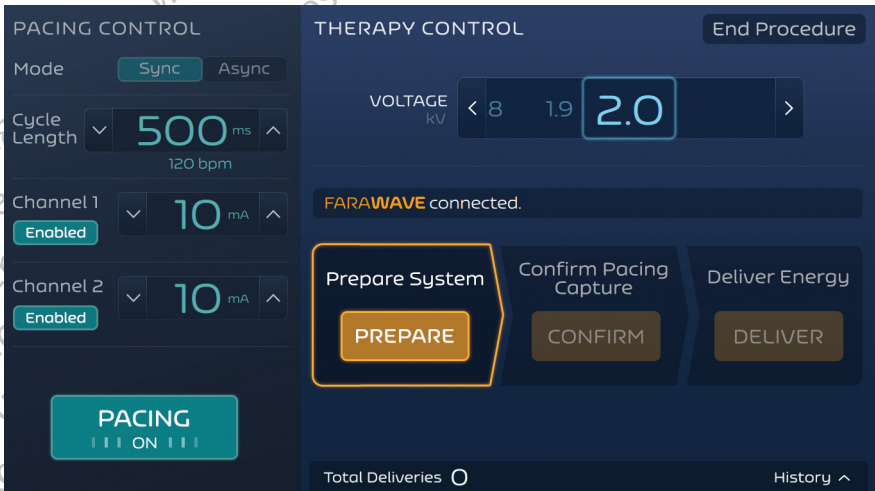 PACING CONTROL
Mode
Sync Async
Cycle
Length
500 ms
120 bpm
Channel 1
Enabled
10 mA
Channel 2
Enabled
10 mA
PACING
ON
THERAPY CONTROL
End Procedure
VOLTAGE
kV
8 1.9 2.0
FARAWAVE connected.
Prepare System
PREPARE
Confirm Pacing
Capture
CONFIRM
Deliver Energy
DELIVER
Total Deliveries 0
History